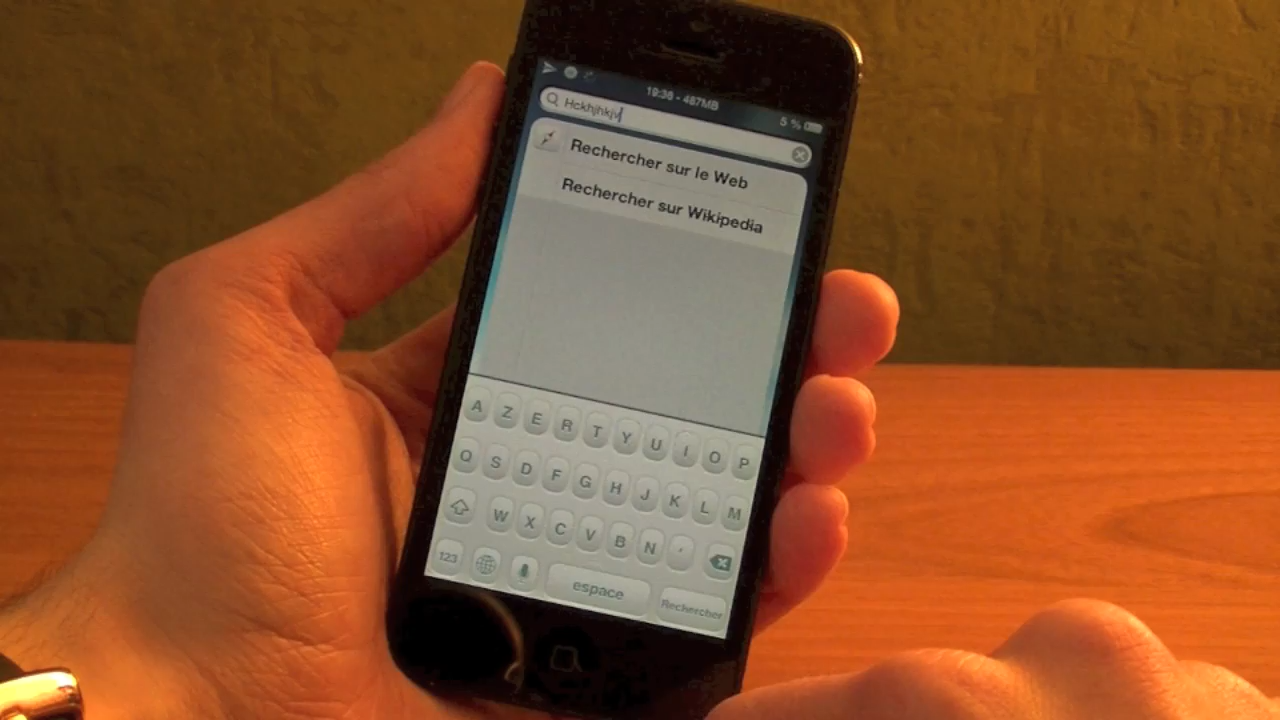 19:36 - 487MB
5 %
Hckhjhkjv
Rechercher sur le Web
Rechercher sur Wikipedia
A Z E R T Y U I O P
Q S D F G H J K L M
W X C V B N '
123 espace Rechercher